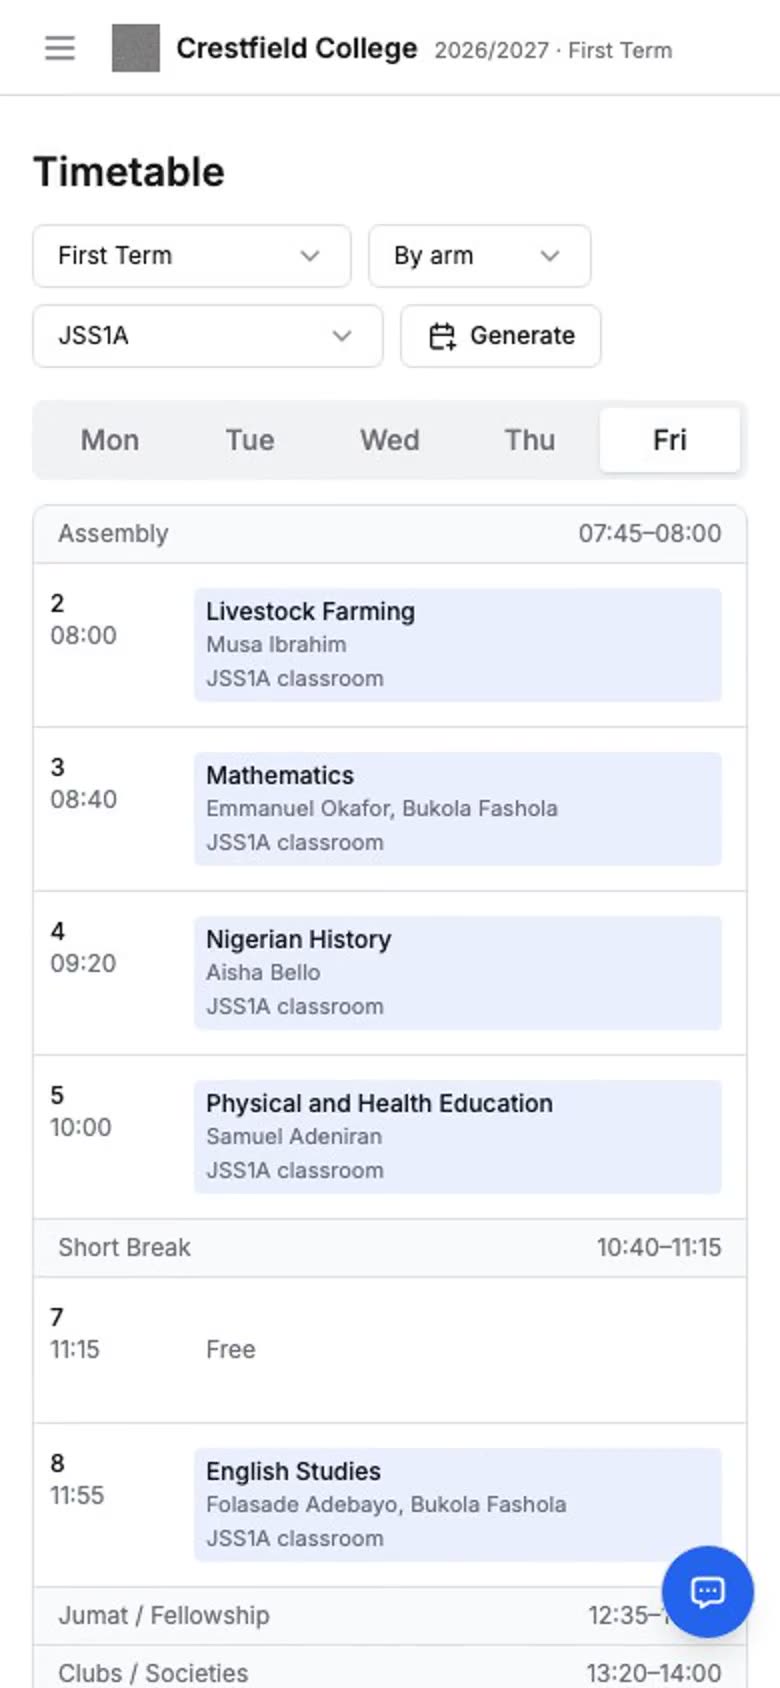 Crestfield College 2026/2027 · First Term
Timetable
First Term By arm
JSS1A Generate
Mon Tue Wed Thu Fri
Assembly 07:45–08:00
2 Livestock Farming
08:00 Musa Ibrahim
JSS1A classroom
3 Mathematics
08:40 Emmanuel Okafor, Bukola Fashola
JSS1A classroom
4 Nigerian History
09:20 Aisha Bello
JSS1A classroom
5 Physical and Health Education
10:00 Samuel Adeniran
JSS1A classroom
Short Break 10:40–11:15
7
11:15 Free
8 English Studies
11:55 Folasade Adebayo, Bukola Fashola
JSS1A classroom
Jumat / Fellowship 12:35–
Clubs / Societies 13:20–14:00